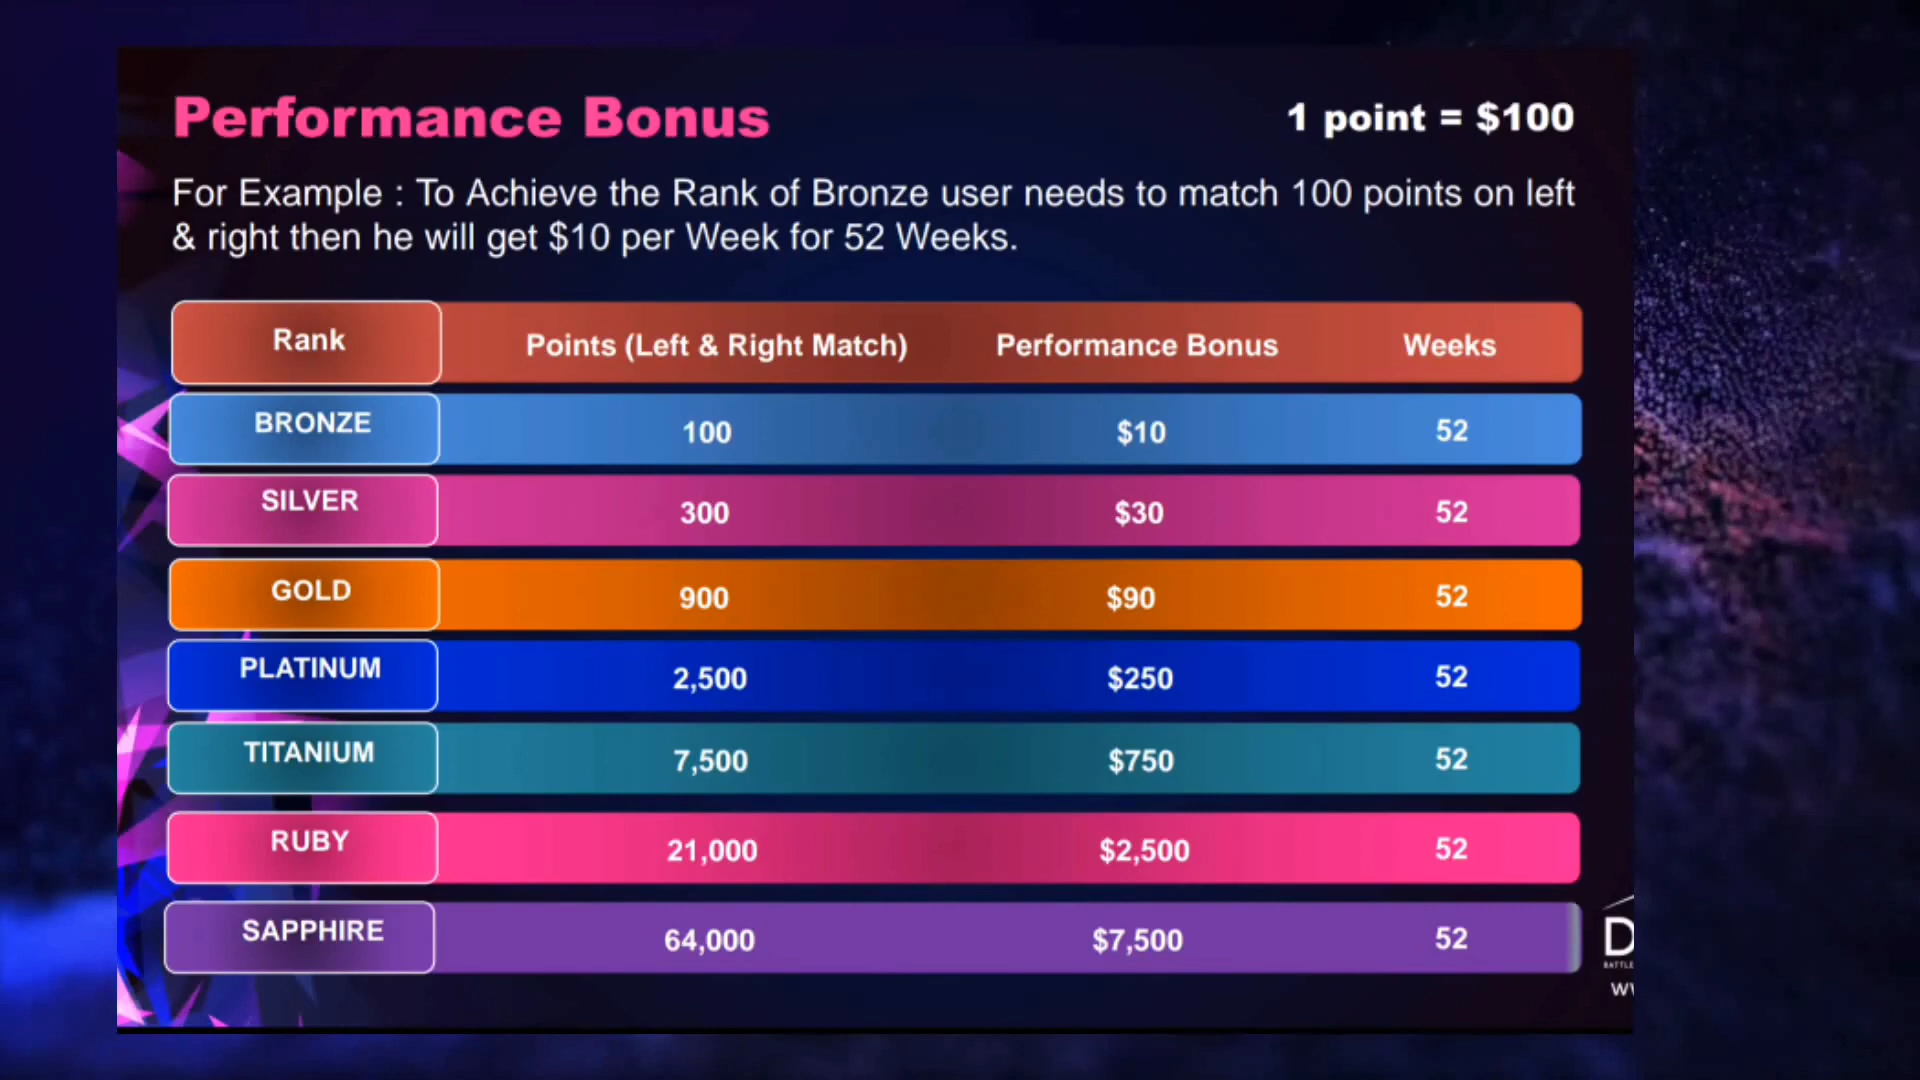 Performance Bonus
1 point = $100
For Example : To Achieve the Rank of Bronze user needs to match 100 points on left
& right then he will get $10 per Week for 52 Weeks.
Rank Points (Left & Right Match) Performance Bonus Weeks
BRONZE 100 $10 52
SILVER 300 $30 52
GOLD 900 $90 52
PLATINUM 2,500 $250 52
TITANIUM 7,500 $750 52
RUBY 21,000 $2,500 52
SAPPHIRE 64,000 $7,500 52
D
BATTLE